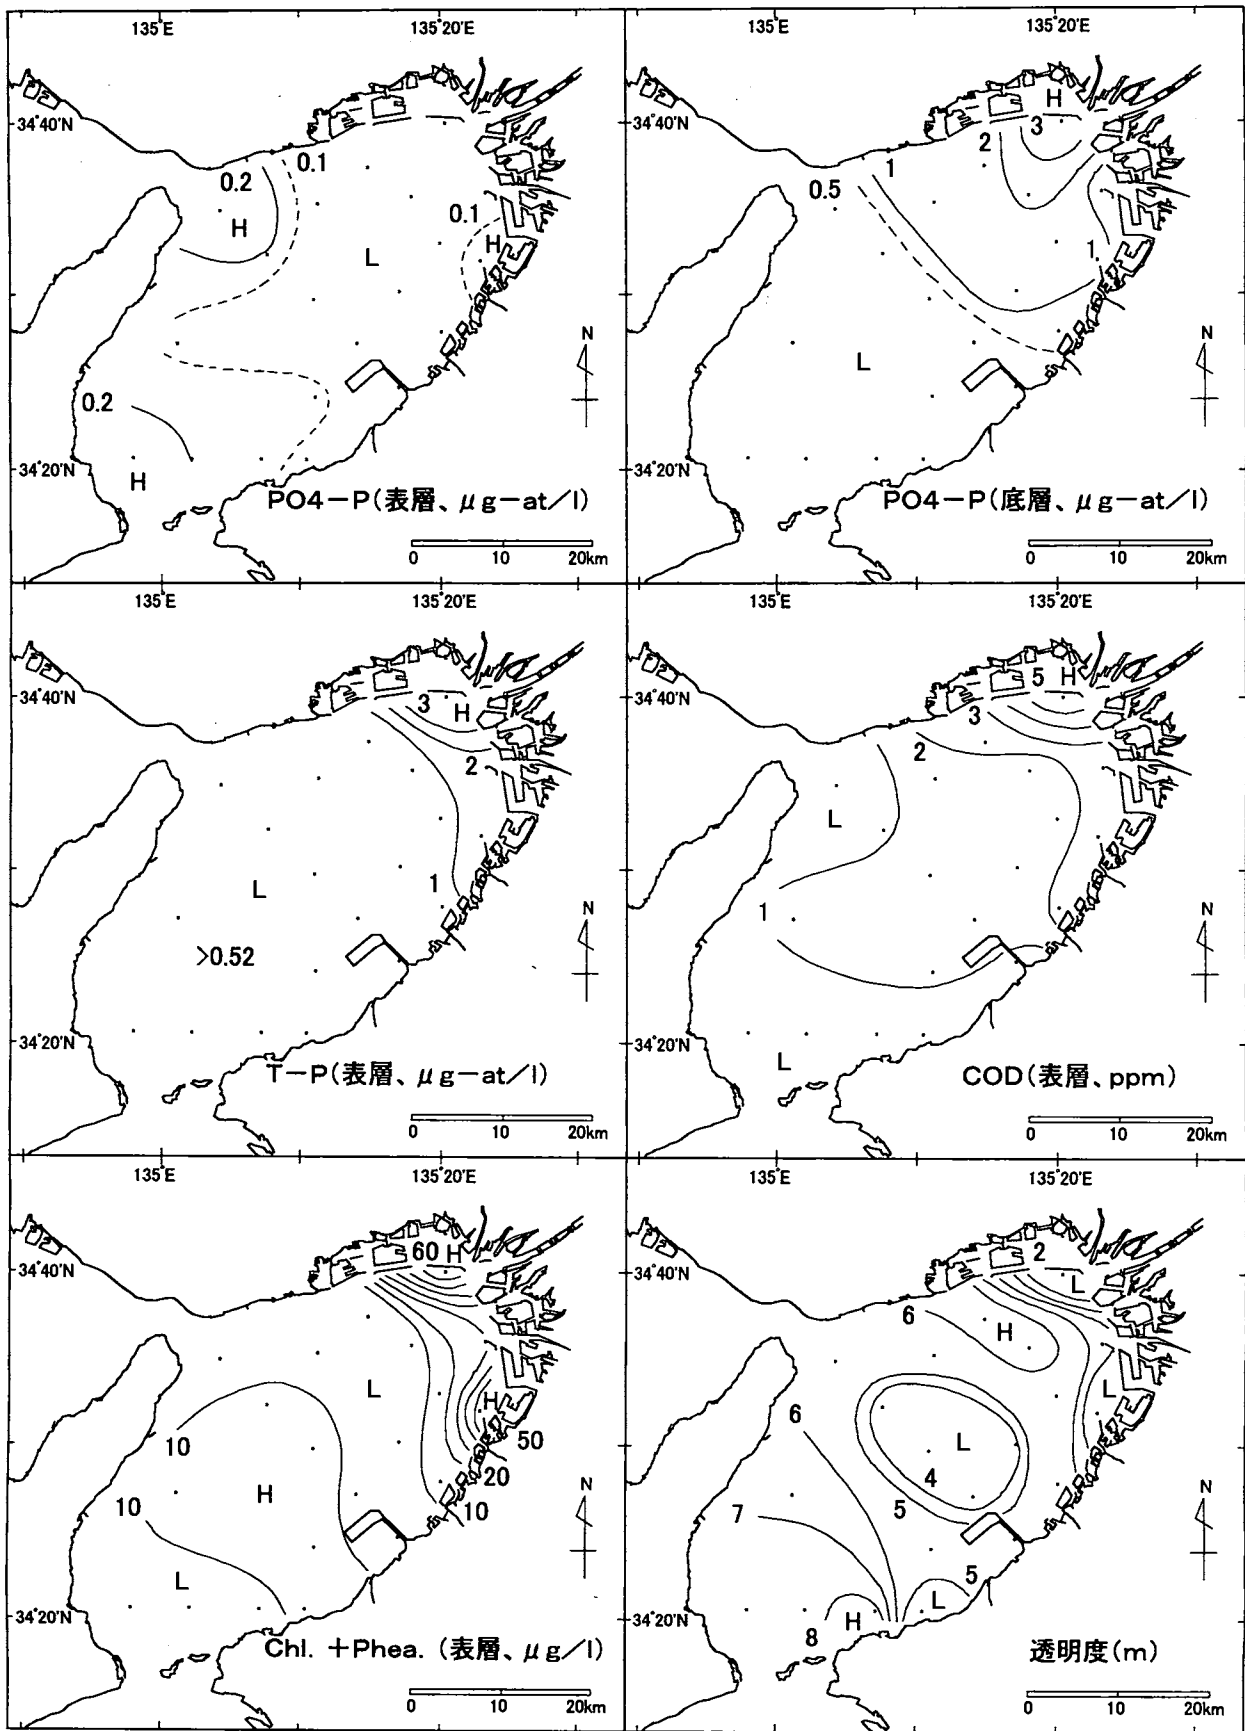 135°E
135°20'E
34°40'N
0.1
0.2
H
0.1
H
L
N
0.2
34°20'N
H
PO4−P(表層、μg−at/l)
0 10 20km
135°E
135°20'E
H
34°40'N
3
2
1
0.5
1
N
L
34°20'N
PO4−P(底層、μg−at/l)
0 10 20km
135°E
135°20'E
34°40'N
3
H
2
1
L
N
>0.52
34°20'N
T−P(表層、μg−at/l)
0 10 20km
135°E
135°20'E
5 H
34°40'N
3
2
L
1
N
34°20'N
L
COD(表層、ppm)
0 10 20km
135°E
135°20'E
60 H
34°40'N
L
H
10
50
20
H
10
10
N
L
34°20'N
Chl. +Phea. (表層、μg/l)
0 10 20km
135°E
135°20'E
2
L
34°40'N
6
H
L
6
L
4
5
7
N
5
L
34°20'N
H
8
透明度(m)
0 10 20km